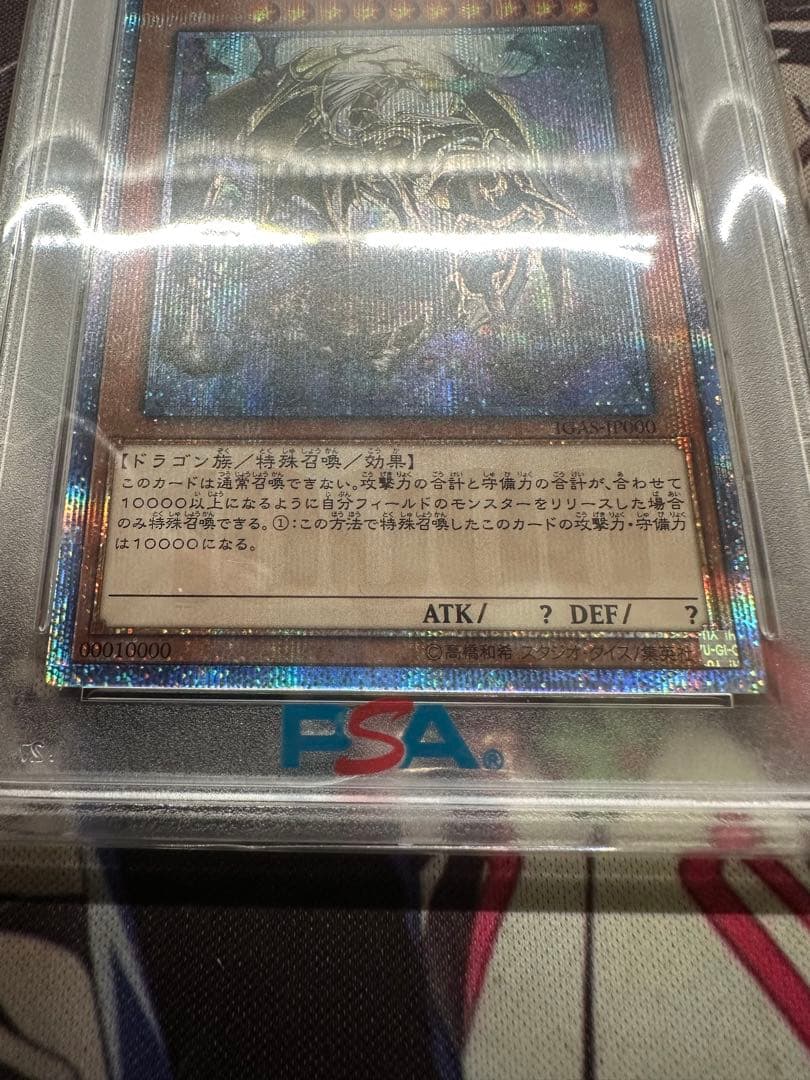 IGAS-JP000
【ドラゴン族／特殊召喚／効果】
このカードは通常召喚できない。攻撃力の合計と守備力の合計が、合わせて
10000以上になるように自分フィールドのモンスターをリリースした場合
のみ特殊召喚できる。①：この方法で特殊召喚したこのカードの攻撃力・守備力
は10000になる。
ATK/ ? DEF/ ?
00010000
©高橋和希 スタジオ・ダイス/集英社
PSA®